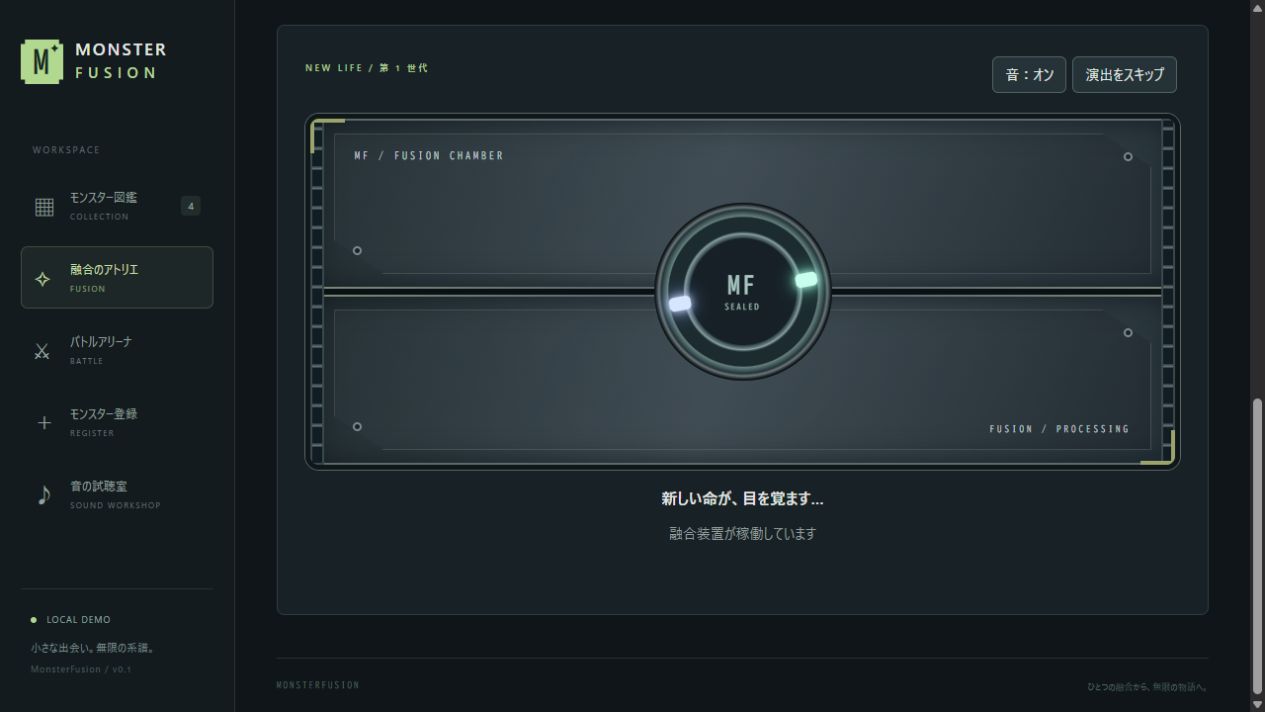 M
MONSTER
FUSION
WORKSPACE
モンスター図鑑
COLLECTION
4
融合のアトリエ
FUSION
バトルアリーナ
BATTLE
モンスター登録
REGISTER
音の試聴室
SOUND WORKSHOP
LOCAL DEMO
小さな出会い。無限の系譜。
MonsterFusion / v0.1
NEW LIFE / 第 1 世代
音：オン
演出をスキップ
MF / FUSION CHAMBER
MF
SEALED
FUSION / PROCESSING
新しい命が、目を覚ます…
融合装置が稼働しています
MONSTERFUSION
ひとつの融合から、無限の物語へ。